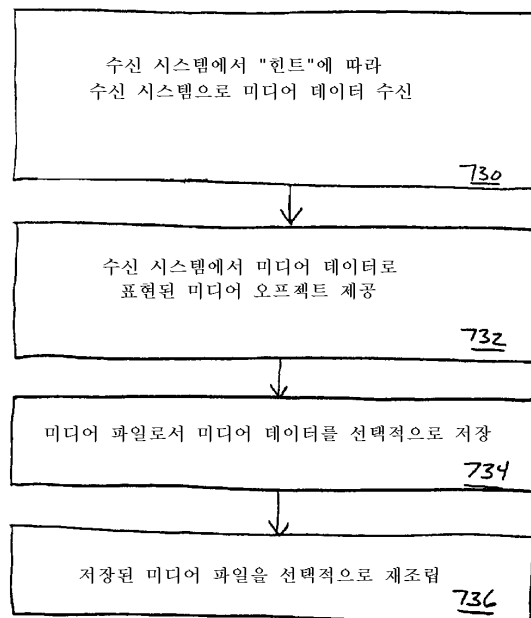 수신 시스템에서 "힌트"에 따라
수신 시스템으로 미디어 데이터 수신
730
수신 시스템에서 미디어 데이터로
표현된 미디어 오프젝트 제공
732
미디어 파일로서 미디어 데이터를 선택적으로 저장
734
저장된 미디어 파일을 선택적으로 재조립
736